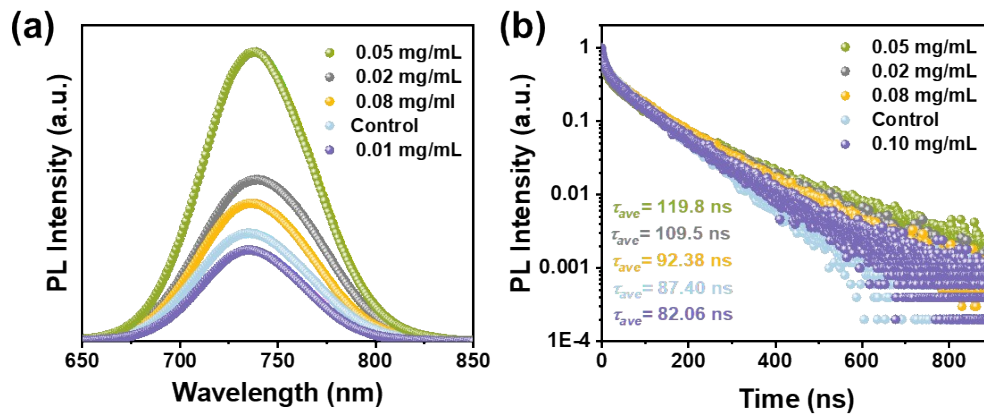 (a)
PL Intensity (a.u.)
0.05 mg/mL
0.02 mg/mL
0.08 mg/ml
Control
0.01 mg/mL
650
700
750
800
850
Wavelength (nm)
(b)
PL Intensity (a.u.)
1
0.1
0.01
0.001
1E-4
0.05 mg/mL
0.02 mg/mL
0.08 mg/mL
Control
0.10 mg/mL
τave= 119.8 ns
τave= 109.5 ns
τave= 92.38 ns
τave= 87.40 ns
τave= 82.06 ns
0
200
400
600
800
Time (ns)